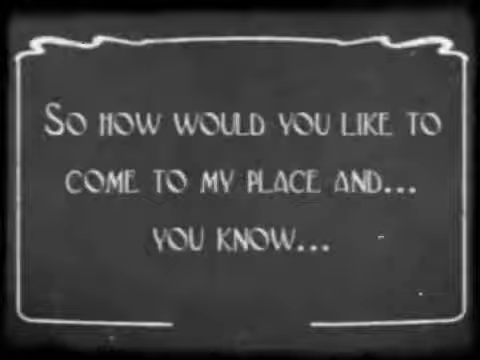 So how would you like to
come to my place and...
you know...